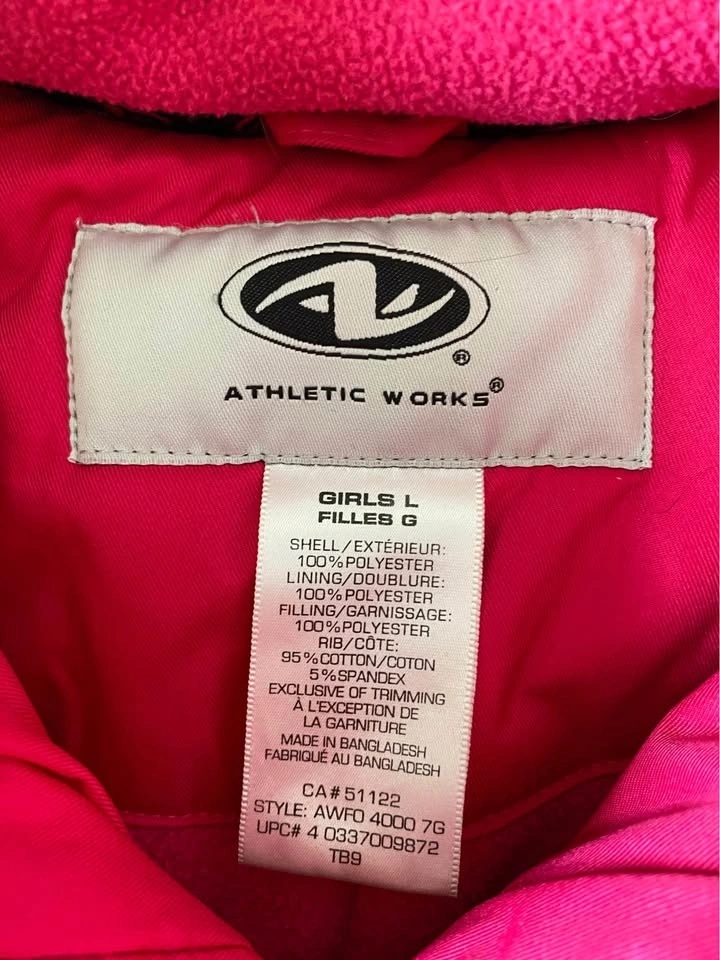 ®
ATHLETIC WORKS®
GIRLS L
FILLES G
SHELL/EXTÉRIEUR:
100%POLYESTER
LINING/DOUBLURE:
100%POLYESTER
FILLING/GARNISSAGE:
100%POLYESTER
RIB/CÔTE:
95%COTTON/COTON
5%SPANDEX
EXCLUSIVE OF TRIMMING
À L'EXCEPTION DE
LA GARNITURE
MADE IN BANGLADESH
FABRIQUÉ AU BANGLADESH
CA# 51122
STYLE: AWFO 4000 7G
UPC# 4 0337009872
TB9